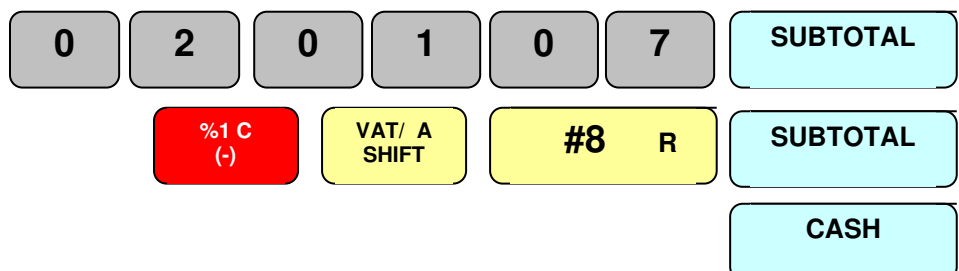 0 2 0 1 0 7 SUBTOTAL
%1 C VAT/ A #8 R SUBTOTAL
(-) SHIFT
CASH